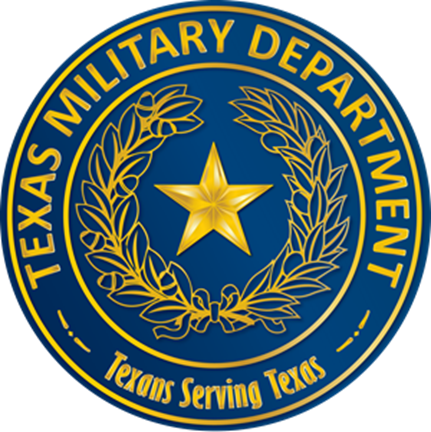 TEXAS MILITARY DEPARTMENT
Texans Serving Texas